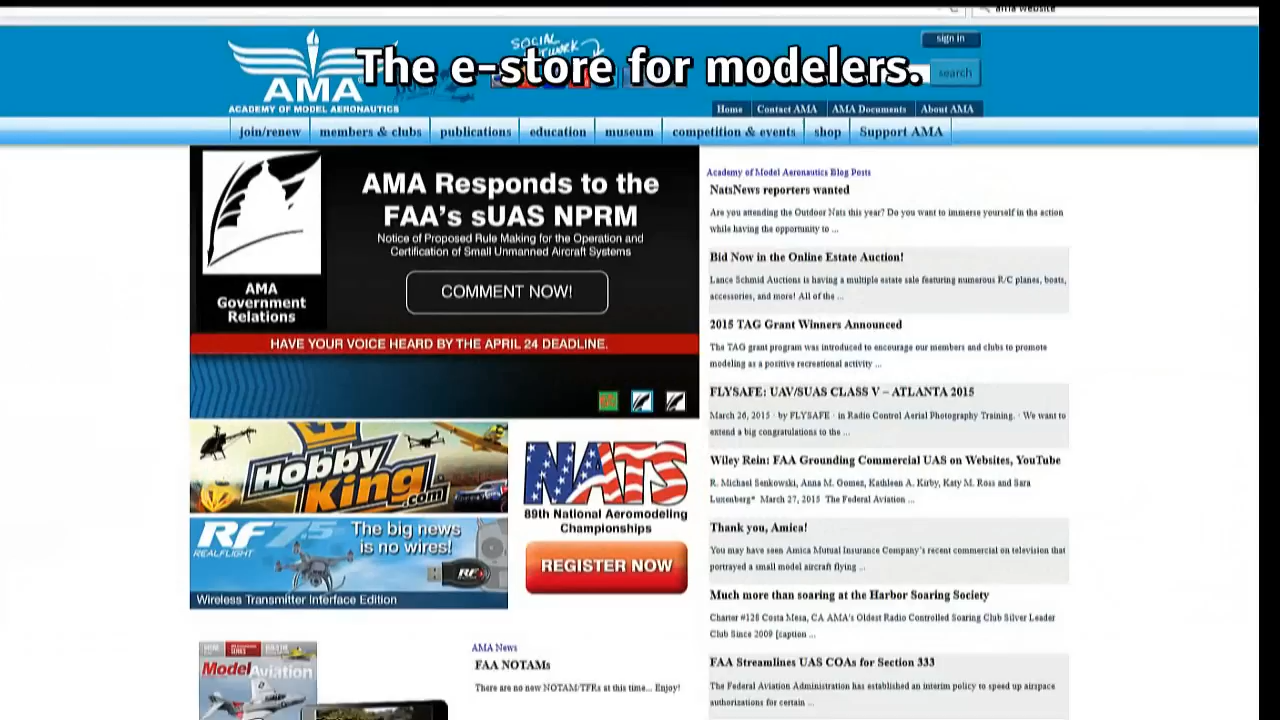 ama website
The e-store for modelers.
SOCIAL
NETWORK
sign in
search
AMA
ACADEMY OF MODEL AERONAUTICS
Home
Contact AMA
AMA Documents
About AMA
join/renew
members & clubs
publications
education
museum
competition & events
shop
Support AMA
AMA Responds to the
FAA's sUAS NPRM
Notice of Proposed Rule Making for the Operation and
Certification of Small Unmanned Aircraft Systems
COMMENT NOW!
AMA
Government
Relations
HAVE YOUR VOICE HEARD BY THE APRIL 24 DEADLINE.
Hobby
King
.com
RF 7.5
REALFLIGHT
The big news
is no wires!
RF
Wireless Transmitter Interface Edition
NATS
89th National Aeromodeling
Championships
REGISTER NOW
Model Aviation
AMA News
FAA NOTAMs
There are no new NOTAM/TFRs at this time... Enjoy!
Academy of Model Aeronautics Blog Posts
NatsNews reporters wanted
Are you attending the Outdoor Nats this year? Do you want to immerse yourself in the action
while having the opportunity to ...
Bid Now in the Online Estate Auction!
Lance Schmid Auctions is having a multiple estate sale featuring numerous R/C planes, boats,
accessories, and more! All of the ...
2015 TAG Grant Winners Announced
The TAG grant program was introduced to encourage our members and clubs to promote
modeling as a positive recreational activity ...
FLYSAFE: UAV/SUAS CLASS V – ATLANTA 2015
March 26, 2015 · by FLYSAFE · in Radio Control Aerial Photography Training. · We want to
extend a big congratulations to the ...
Wiley Rein: FAA Grounding Commercial UAS on Websites, YouTube
R. Michael Senkowski, Anna M. Gomez, Kathleen A. Kirby, Katy M. Ross and Sara
Luxenberg* March 27, 2015 The Federal Aviation ...
Thank you, Amica!
You may have seen Amica Mutual Insurance Company's recent commercial on television that
portrayed a small model aircraft flying ...
Much more than soaring at the Harbor Soaring Society
Charter #128 Costa Mesa, CA AMA's Oldest Radio Controlled Soaring Club Silver Leader
Club Since 2009 [caption ...
FAA Streamlines UAS COAs for Section 333
The Federal Aviation Administration has established an interim policy to speed up airspace
authorizations for certain ...